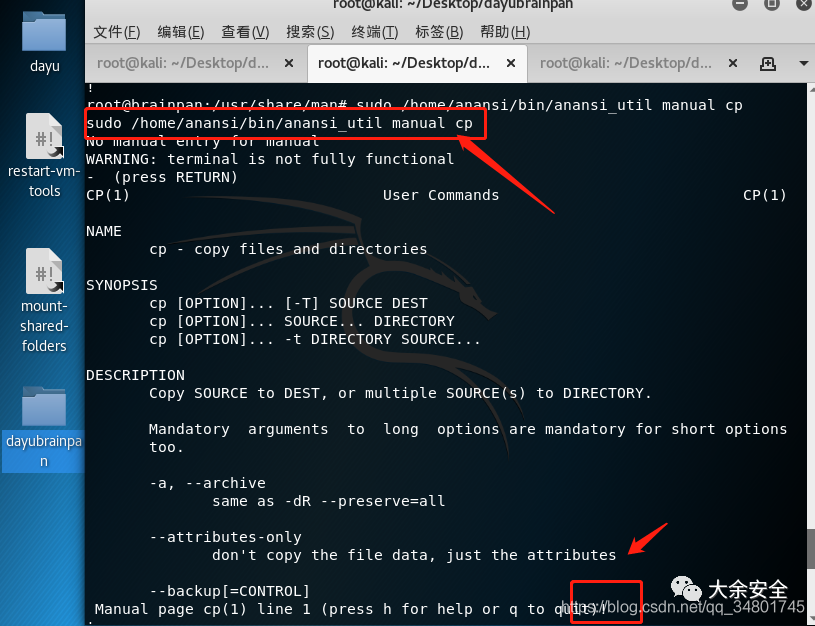 root@kali: ~/Desktop/dayubrainpan
文件(F) 编辑(E) 查看(V) 搜索(S) 终端(T) 标签(B) 帮助(H)
root@kali: ~/Desktop/d... × root@kali: ~/Desktop/d... × root@kali: ~/Desktop/d... ×
dayu
restart-vm-
tools
mount-
shared-
folders
dayubrainpa
n
!
root@brainpan:/usr/share/man# sudo /home/anansi/bin/anansi_util manual cp
sudo /home/anansi/bin/anansi_util manual cp
No manual entry for manual
WARNING: terminal is not fully functional
-  (press RETURN)
CP(1) User Commands CP(1)
NAME
cp - copy files and directories
SYNOPSIS
cp [OPTION]... [-T] SOURCE DEST
cp [OPTION]... SOURCE... DIRECTORY
cp [OPTION]... -t DIRECTORY SOURCE...
DESCRIPTION
Copy SOURCE to DEST, or multiple SOURCE(s) to DIRECTORY.
Mandatory arguments to long options are mandatory for short options
too.
-a, --archive
same as -dR --preserve=all
--attributes-only
don't copy the file data, just the attributes
--backup[=CONTROL]
Manual page cp(1) line 1 (press h for help or q to quit)!
大余安全
https://blog.csdn.net/qq_34801745